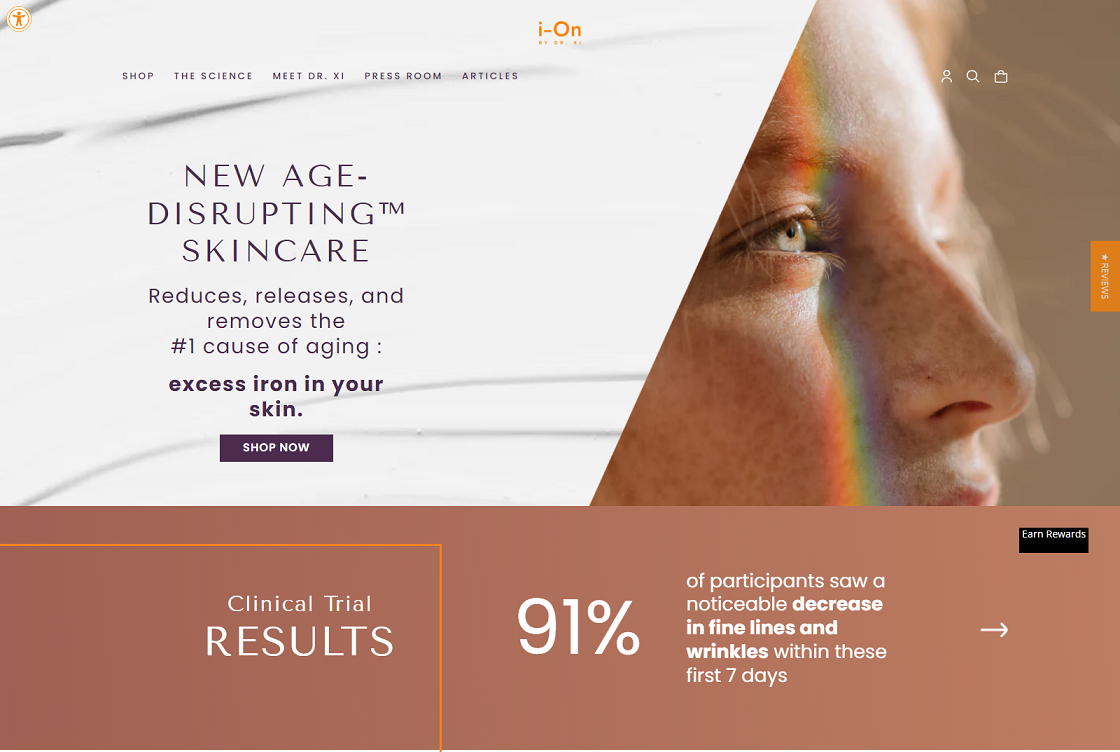 i-On
BY DR. XI
SHOP
THE SCIENCE
MEET DR. XI
PRESS ROOM
ARTICLES
NEW AGE-
DISRUPTING™
SKINCARE
Reduces, releases, and
removes the
#1 cause of aging :
excess iron in your
skin.
SHOP NOW
★ REVIEWS
Earn Rewards
Clinical Trial
RESULTS
91%
of participants saw a
noticeable decrease
in fine lines and
wrinkles within these
first 7 days